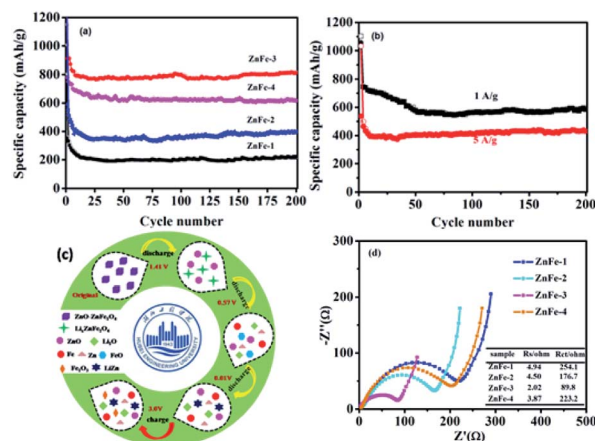 (a)
1200
1000
800
600
400
200
0
ZnFe-3
ZnFe-4
ZnFe-2
ZnFe-1
0 25 50 75 100 125 150 175 200
Cycle number
Specific capacity (mAh/g)
(b)
1200
1000
800
600
400
200
0
1 A/g
5 A/g
0 50 100 150 200
Cycle number
Specific capacity (mAh/g)
(c)
discharge
1.41 V
Original
discharge
0.57 V
ZnO-ZnFe₂O₄
LiₓZnFe₂O₄
ZnO Li₂O
Fe Zn FeO
Fe₂O₃ LiZn
discharge
0.01V
3.0V
charge
HUBEI ENGINEERING UNIVERSITY
1943
(d)
ZnFe-1
ZnFe-2
ZnFe-3
ZnFe-4
200
100
0
-Z''(Ω)
sample Rs/ohm Rct/ohm
ZnFe-1 4.94 254.1
ZnFe-2 4.50 176.7
ZnFe-3 2.02 89.8
ZnFe-4 3.87 223.2
0 100 200 300 400 500
Z'(Ω)